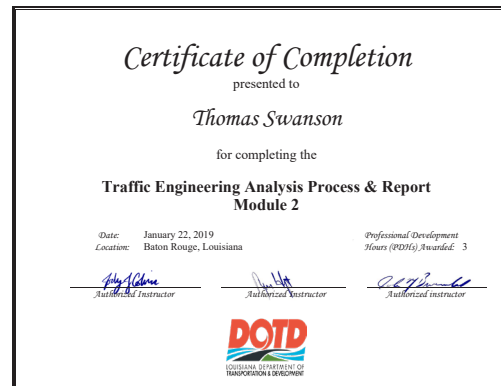 Certificate of Completion
presented to
Thomas Swanson
for completing the
Traffic Engineering Analysis Process & Report
Module 2
Date: January 22, 2019
Location: Baton Rouge, Louisiana
Professional Development
Hours (PDHs) Awarded: 3
Authorized Instructor
Authorized Instructor
Authorized instructor
DOTD
LOUISIANA DEPARTMENT OF
TRANSPORTATION & DEVELOPMENT